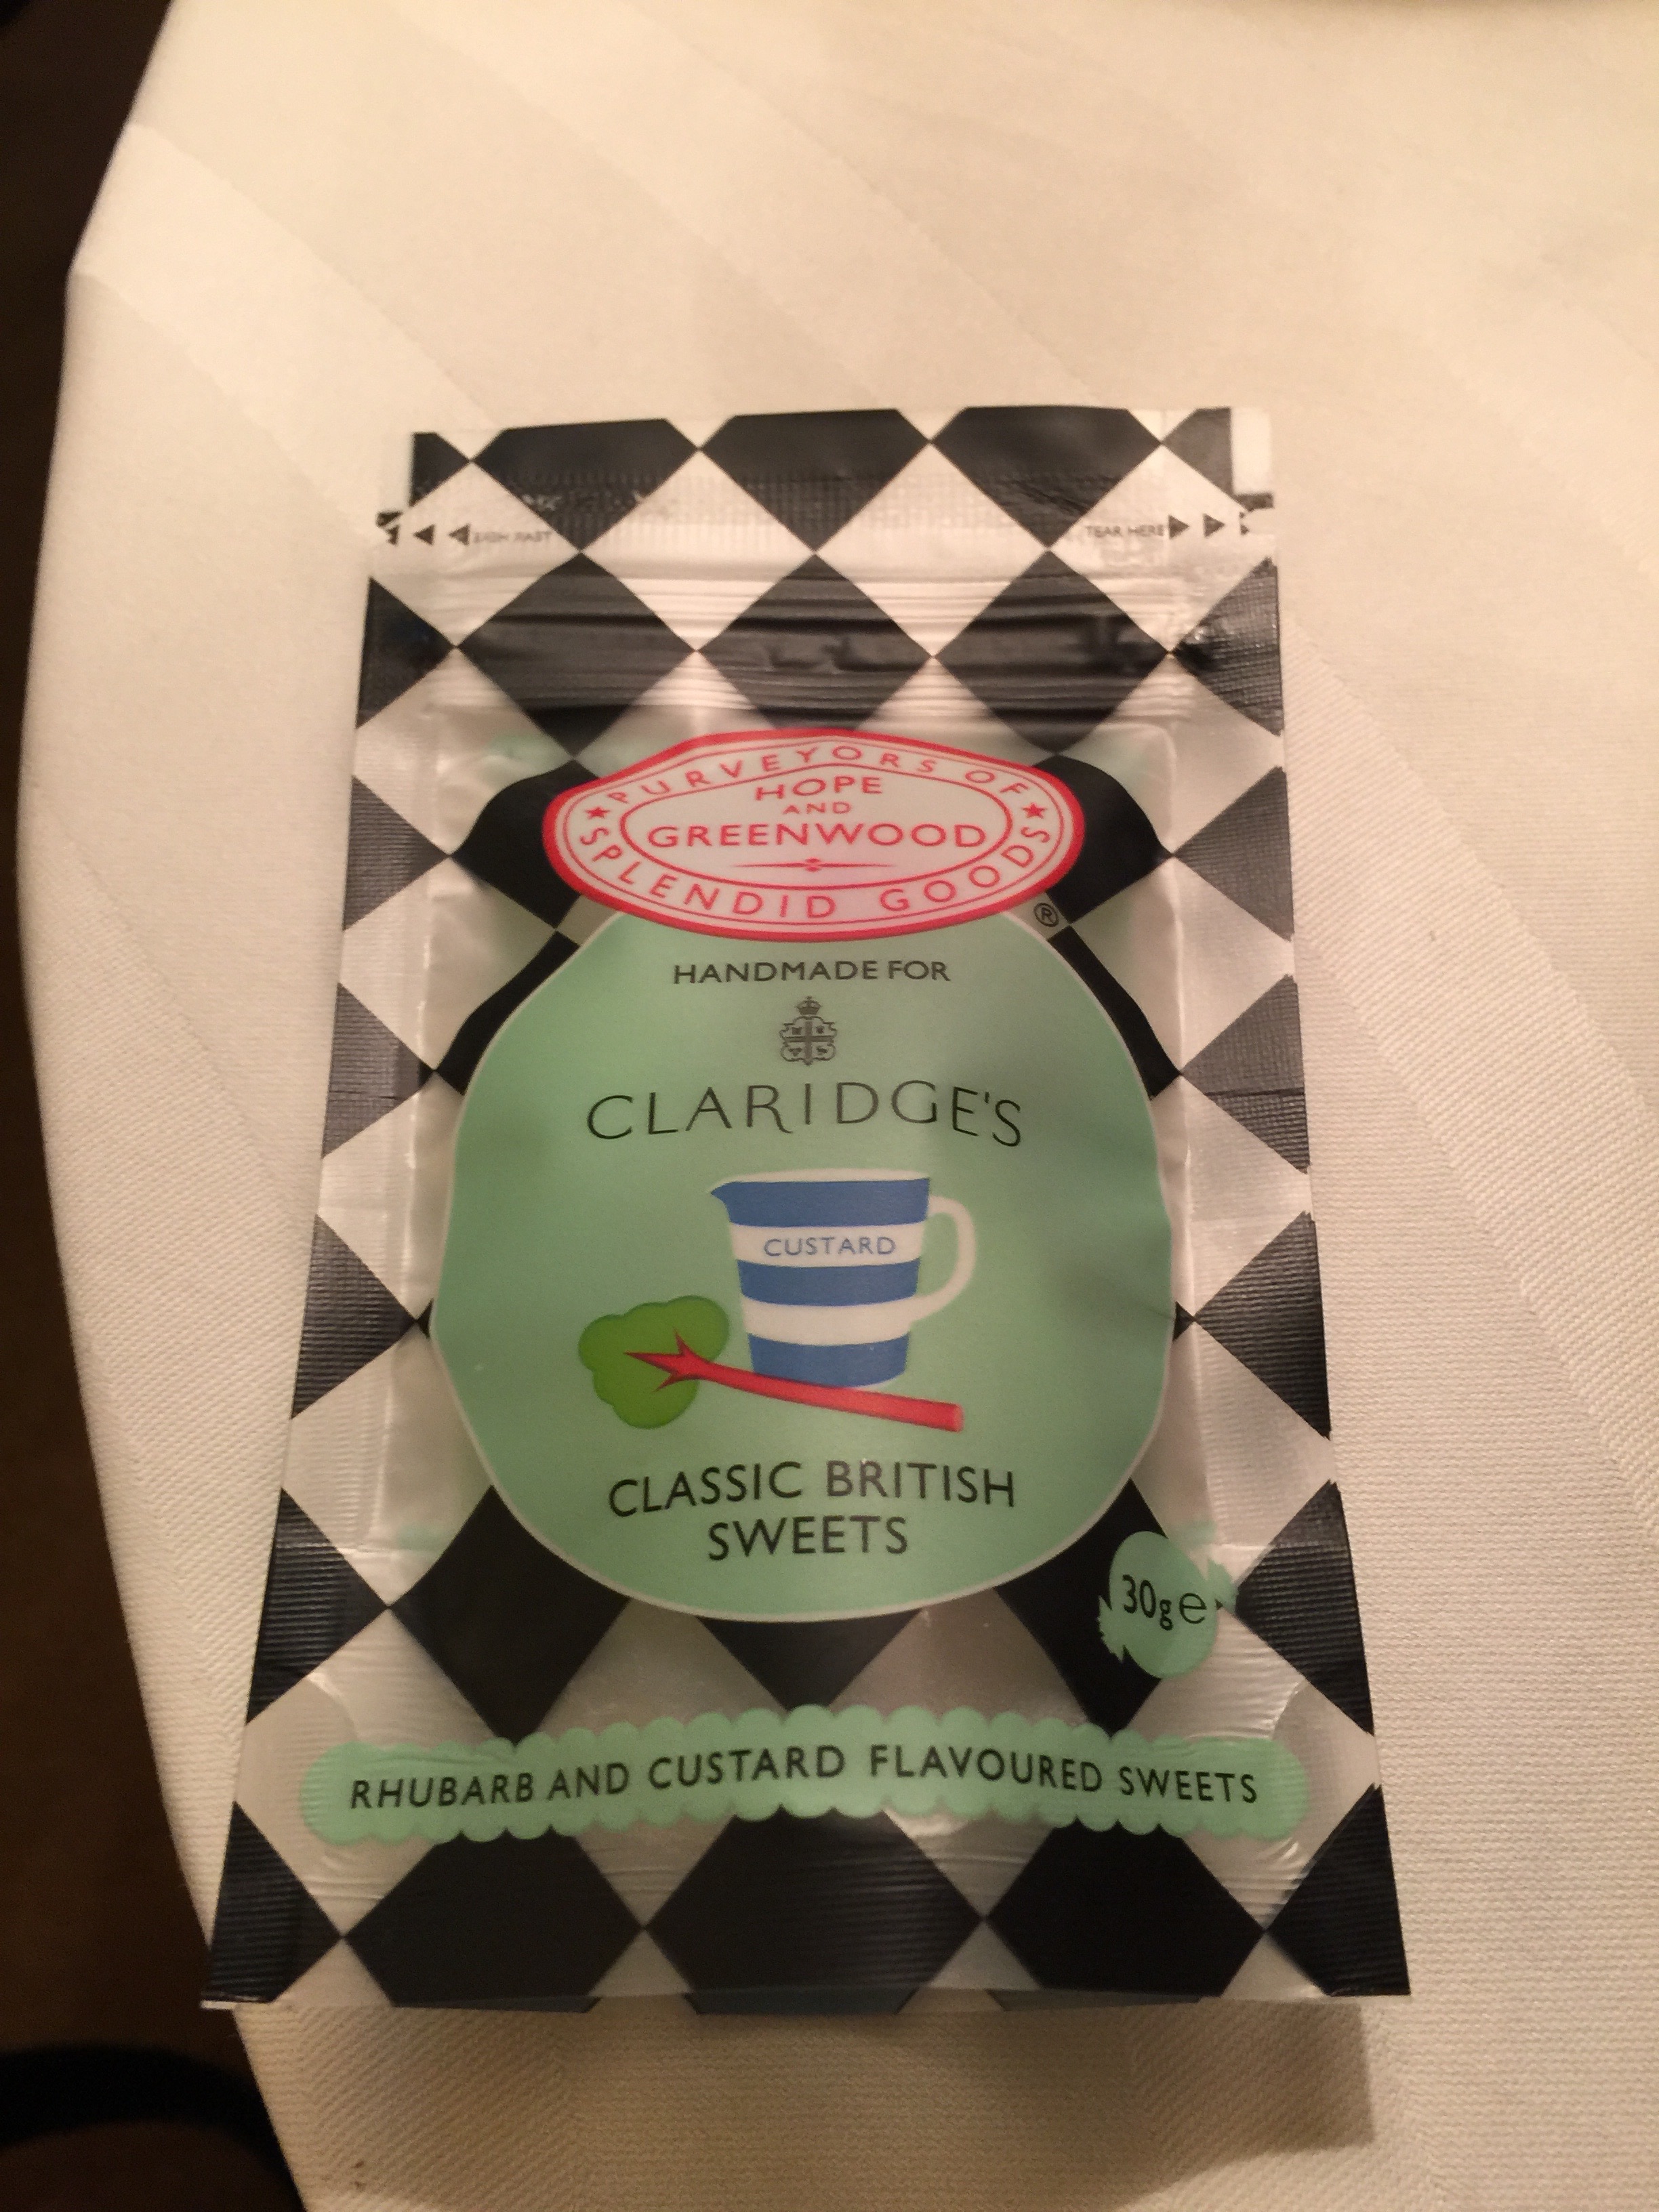 TEAR HERE
PURVEYORS OF
HOPE
AND
GREENWOOD
SPLENDID GOODS
®
HANDMADE FOR
CLARIDGE'S
CUSTARD
CLASSIC BRITISH
SWEETS
30g e
RHUBARB AND CUSTARD FLAVOURED SWEETS